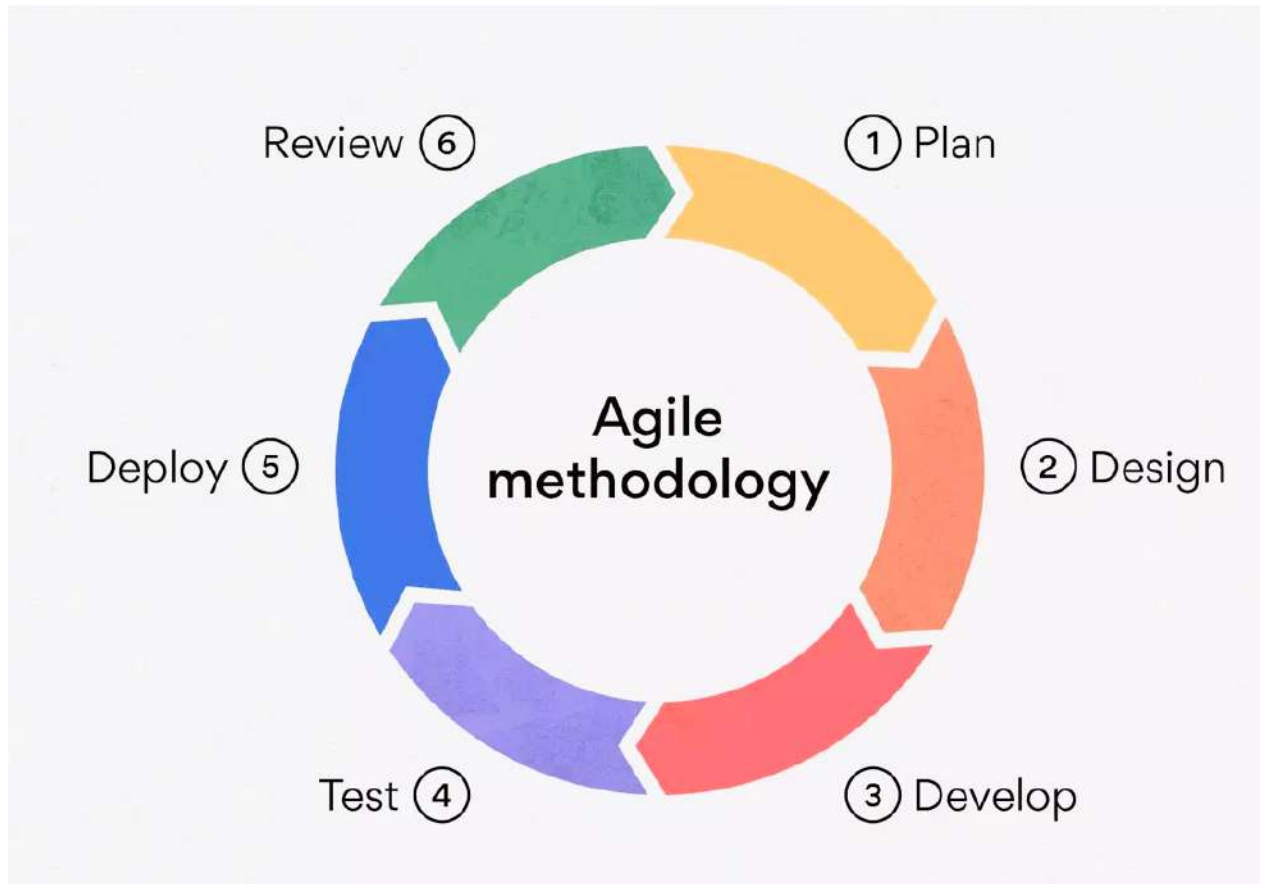 Agile
methodology
1 Plan
2 Design
3 Develop
Test 4
Deploy 5
Review 6